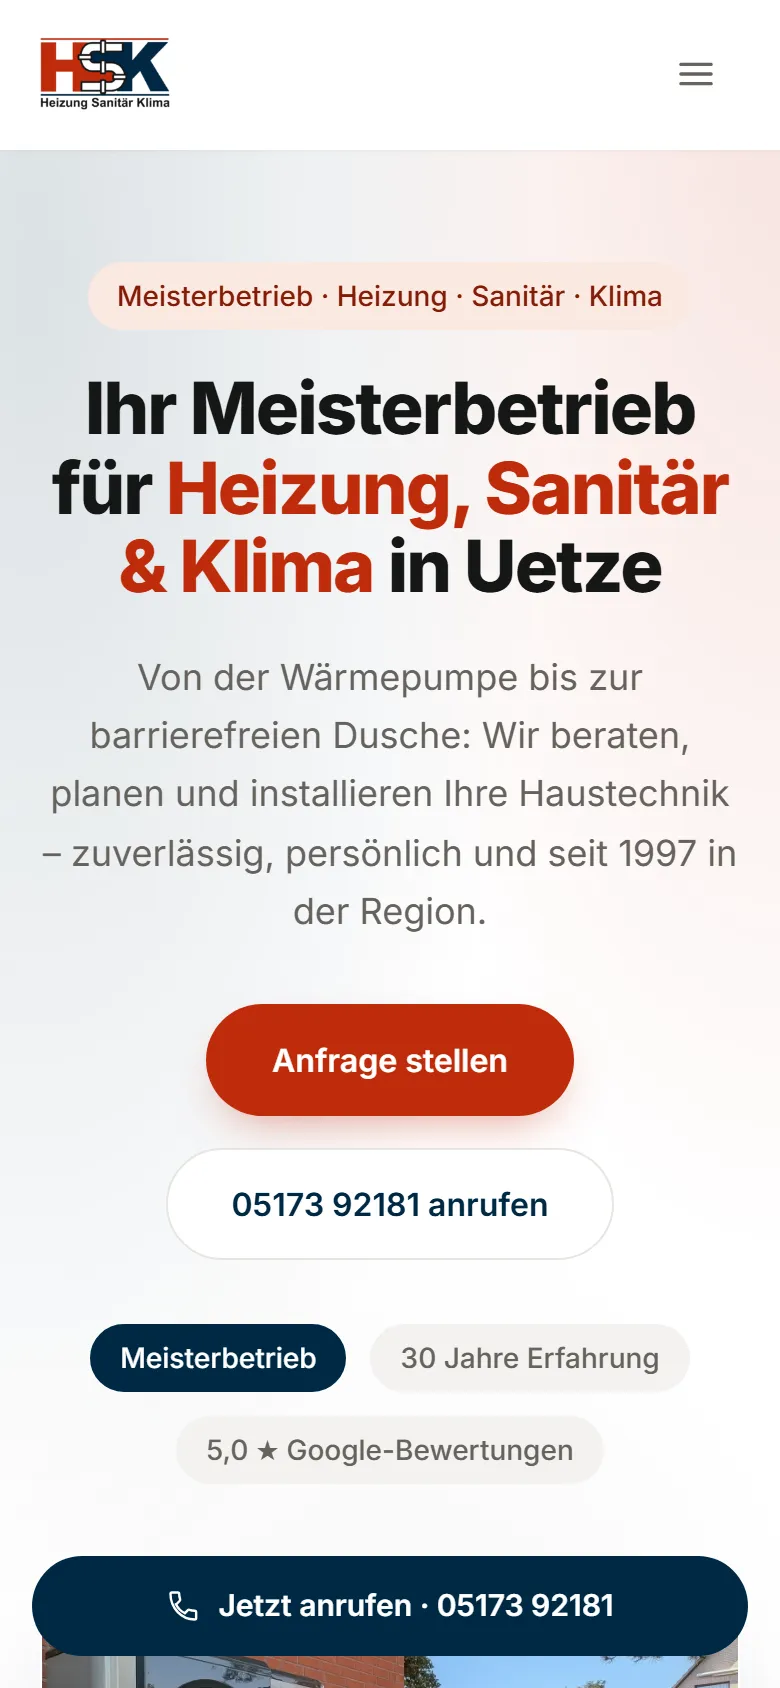 HSK
Heizung Sanitär Klima
Meisterbetrieb · Heizung · Sanitär · Klima
Ihr Meisterbetrieb
für Heizung, Sanitär
& Klima in Uetze
Von der Wärmepumpe bis zur
barrierefreien Dusche: Wir beraten,
planen und installieren Ihre Haustechnik
– zuverlässig, persönlich und seit 1997 in
der Region.
Anfrage stellen
05173 92181 anrufen
Meisterbetrieb
30 Jahre Erfahrung
5,0 ★ Google-Bewertungen
Jetzt anrufen · 05173 92181